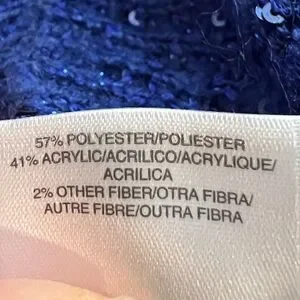 57% POLYESTER/POLIESTER
41% ACRYLIC/ACRILICO/ACRYLIQUE/
ACRILICA
2% OTHER FIBER/OTRA FIBRA/
AUTRE FIBRE/OUTRA FIBRA